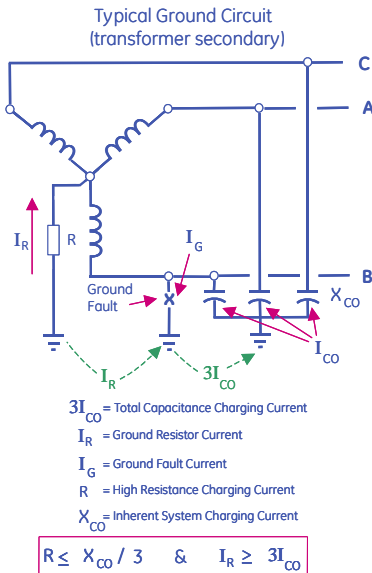 Typical Ground Circuit
(transformer secondary)
C
A
I_R
R
I_G
Ground
Fault
B
X_CO
I_CO
I_R
3I_CO
3I_CO = Total Capacitance Charging Current
I_R = Ground Resistor Current
I_G = Ground Fault Current
R = High Resistance Charging Current
X_CO = Inherent System Charging Current
R ≤ X_CO / 3 & I_R ≥ 3I_CO